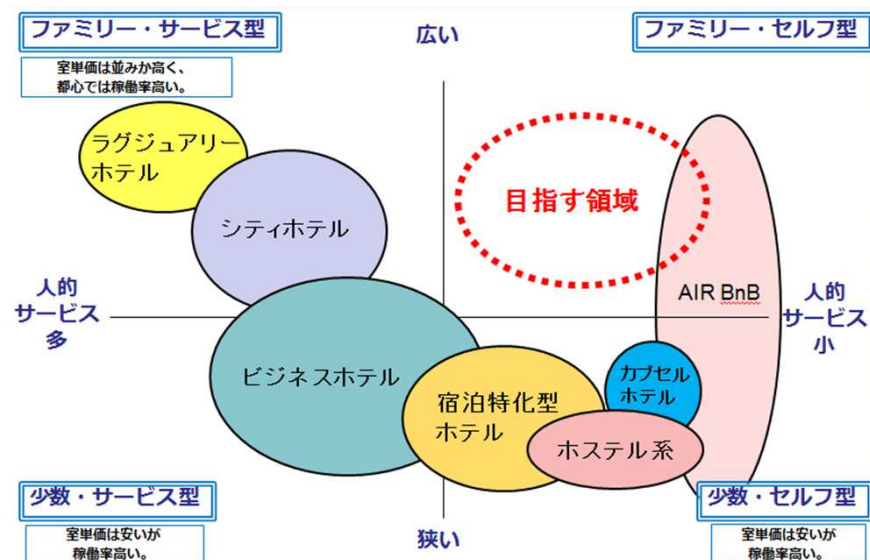 ファミリー・サービス型
広い
ファミリー・セルフ型
室単価は並みか高く、
都心では稼働率高い。
ラグジュアリー
ホテル
シティホテル
目指す領域
人的
サービス
多
AIR BnB
人的
サービス
小
ビジネスホテル
宿泊特化型
ホテル
カプセル
ホテル
ホステル系
少数・サービス型
狭い
少数・セルフ型
室単価は安いが
稼働率高い。
室単価は安いが
稼働率高い。